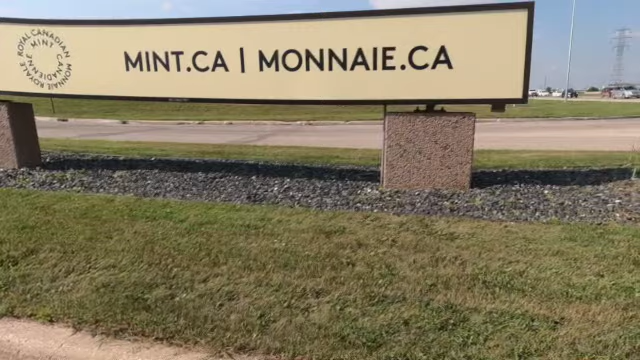 ROYAL CANADIAN MINT
MONNAIE ROYALE CANADIENNE
MINT.CA | MONNAIE.CA